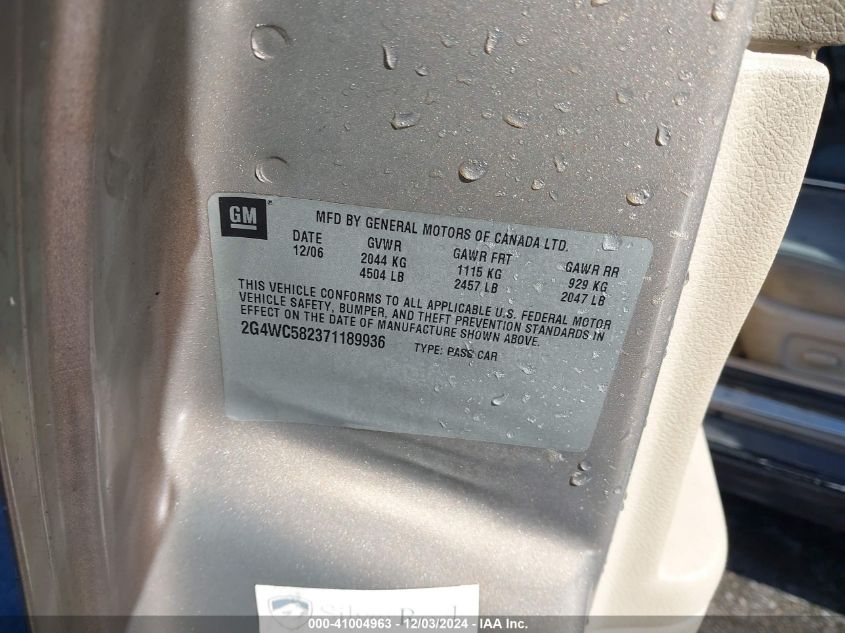 GM
MFD BY GENERAL MOTORS OF CANADA LTD.
DATE GVWR GAWR FRT GAWR RR
12/06 2044 KG 1115 KG 929 KG
4504 LB 2457 LB 2047 LB
THIS VEHICLE CONFORMS TO ALL APPLICABLE U.S. FEDERAL MOTOR
VEHICLE SAFETY, BUMPER, AND THEFT PREVENTION STANDARDS IN
EFFECT ON THE DATE OF MANUFACTURE SHOWN ABOVE.
2G4WC582371189936 TYPE: PASS CAR
000-41004963 - 12/03/2024 - IAA Inc.